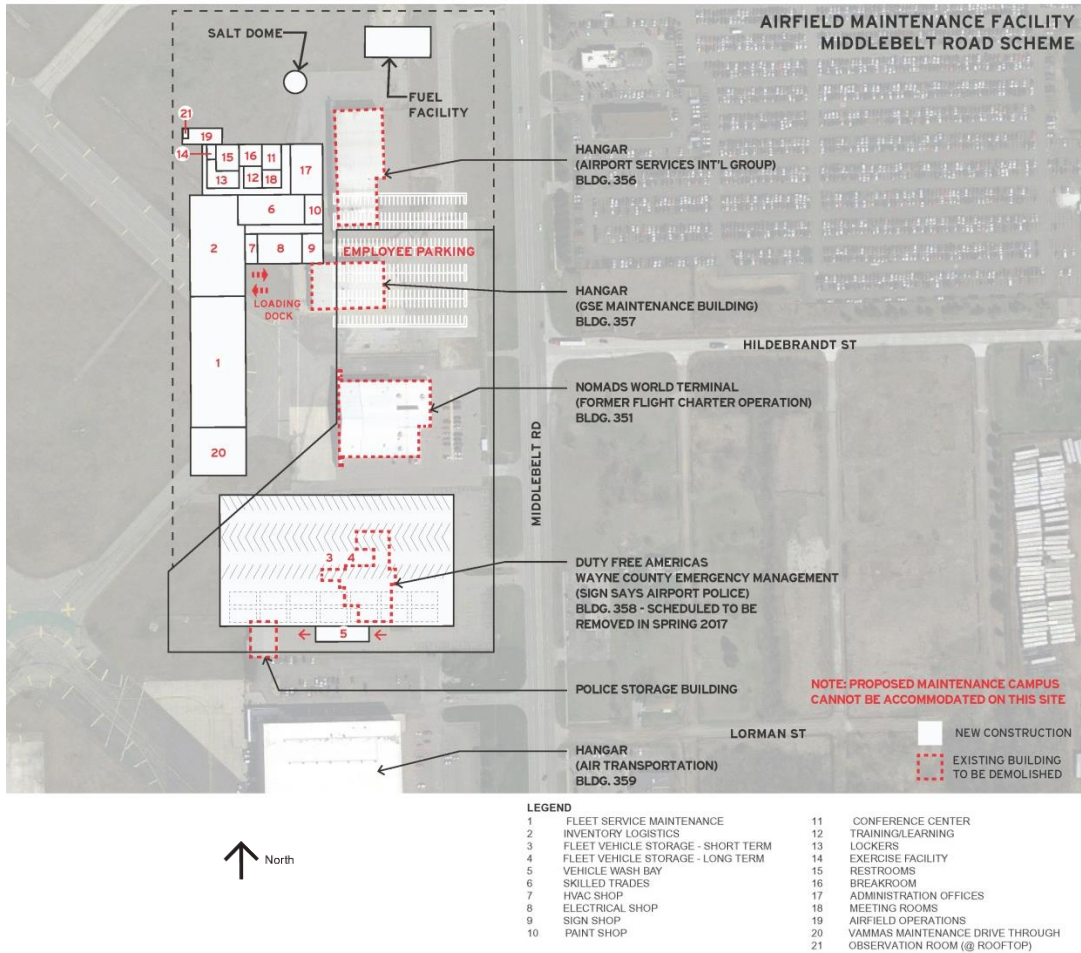 AIRFIELD MAINTENANCE FACILITY
MIDDLEBELT ROAD SCHEME
SALT DOME
FUEL
FACILITY
21
19
14
15
16
11
17
13
12
18
6
10
2
7
8
9
EMPLOYEE PARKING
LOADING
DOCK
1
20
3
4
5
HANGAR
(AIRPORT SERVICES INT'L GROUP)
BLDG. 356
HANGAR
(GSE MAINTENANCE BUILDING)
BLDG. 357
HILDEBRANDT ST
NOMADS WORLD TERMINAL
(FORMER FLIGHT CHARTER OPERATION)
BLDG. 351
MIDDLEBELT RD
DUTY FREE AMERICAS
WAYNE COUNTY EMERGENCY MANAGEMENT
(SIGN SAYS AIRPORT POLICE)
BLDG. 358 - SCHEDULED TO BE
REMOVED IN SPRING 2017
POLICE STORAGE BUILDING
NOTE: PROPOSED MAINTENANCE CAMPUS
CANNOT BE ACCOMMODATED ON THIS SITE
LORMAN ST
NEW CONSTRUCTION
HANGAR
(AIR TRANSPORTATION)
BLDG. 359
EXISTING BUILDING
TO BE DEMOLISHED
North
LEGEND
1 FLEET SERVICE MAINTENANCE
2 INVENTORY LOGISTICS
3 FLEET VEHICLE STORAGE - SHORT TERM
4 FLEET VEHICLE STORAGE - LONG TERM
5 VEHICLE WASH BAY
6 SKILLED TRADES
7 HVAC SHOP
8 ELECTRICAL SHOP
9 SIGN SHOP
10 PAINT SHOP
11 CONFERENCE CENTER
12 TRAINING/LEARNING
13 LOCKERS
14 EXERCISE FACILITY
15 RESTROOMS
16 BREAKROOM
17 ADMINISTRATION OFFICES
18 MEETING ROOMS
19 AIRFIELD OPERATIONS
20 VAMMAS MAINTENANCE DRIVE THROUGH
21 OBSERVATION ROOM (@ ROOFTOP)